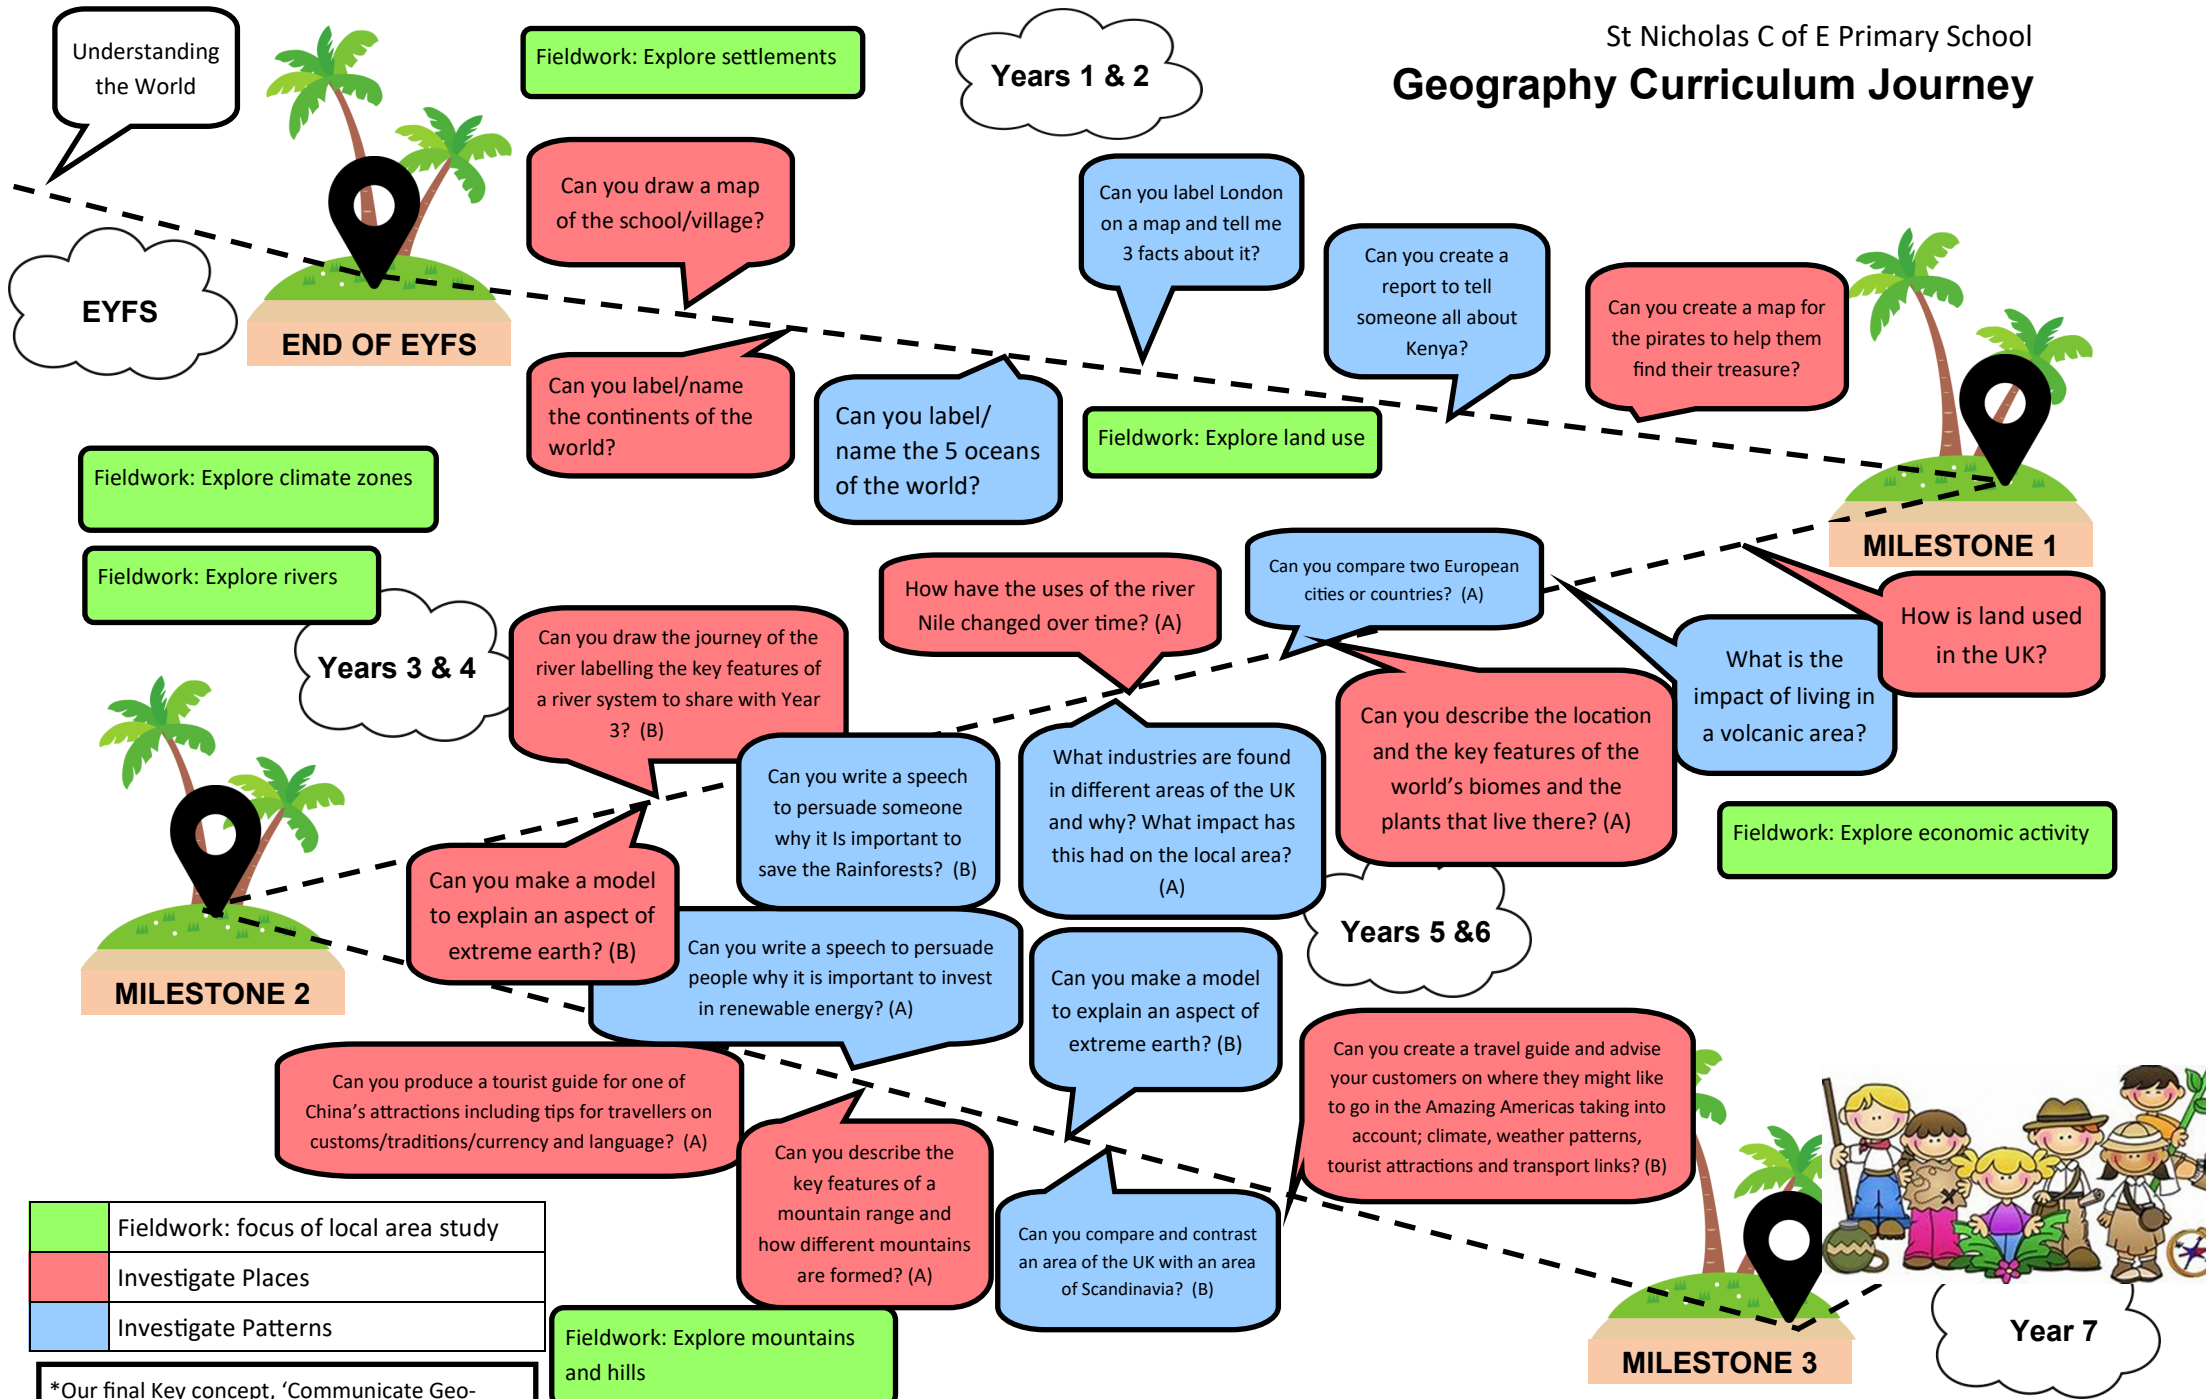 St Nicholas C of E Primary School
Geography Curriculum Journey
Understanding
the World
Fieldwork: Explore settlements
Years 1 & 2
EYFS
END OF EYFS
Can you draw a map
of the school/village?
Can you label/name
the continents of the
world?
Can you label/
name the 5 oceans
of the world?
Can you label London
on a map and tell me
3 facts about it?
Fieldwork: Explore land use
Can you create a
report to tell
someone all about
Kenya?
Can you create a map for
the pirates to help them
find their treasure?
MILESTONE 1
How is land used
in the UK?
What is the
impact of living in
a volcanic area?
Can you compare two European
cities or countries? (A)
Can you describe the location
and the key features of the
world’s biomes and the
plants that live there? (A)
Fieldwork: Explore economic activity
How have the uses of the river
Nile changed over time? (A)
What industries are found
in different areas of the UK
and why? What impact has
this had on the local area?
(A)
Fieldwork: Explore climate zones
Fieldwork: Explore rivers
Years 3 & 4
Can you draw the journey of the
river labelling the key features of
a river system to share with Year
3? (B)
Can you write a speech
to persuade someone
why it Is important to
save the Rainforests? (B)
Can you make a model
to explain an aspect of
extreme earth? (B)
MILESTONE 2
Can you write a speech to persuade
people why it is important to invest
in renewable energy? (A)
Years 5 &6
Can you make a model
to explain an aspect of
extreme earth? (B)
Can you produce a tourist guide for one of
China’s attractions including tips for travellers on
customs/traditions/currency and language? (A)
Can you describe the
key features of a
mountain range and
how different mountains
are formed? (A)
Can you compare and contrast
an area of the UK with an area
of Scandinavia? (B)
Can you create a travel guide and advise
your customers on where they might like
to go in the Amazing Americas taking into
account; climate, weather patterns,
tourist attractions and transport links? (B)
MILESTONE 3
Year 7
Fieldwork: Explore mountains
and hills
Fieldwork: focus of local area study
Investigate Places
Investigate Patterns
*Our final Key concept, ‘Communicate Geo-